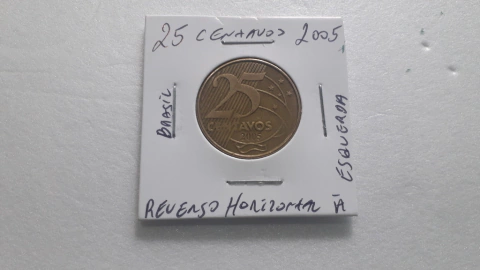 25 CENTAVOS 2005
BRASIL
25
CENTAVOS
ESQUERDA
REVERSO HORIZONTAL À